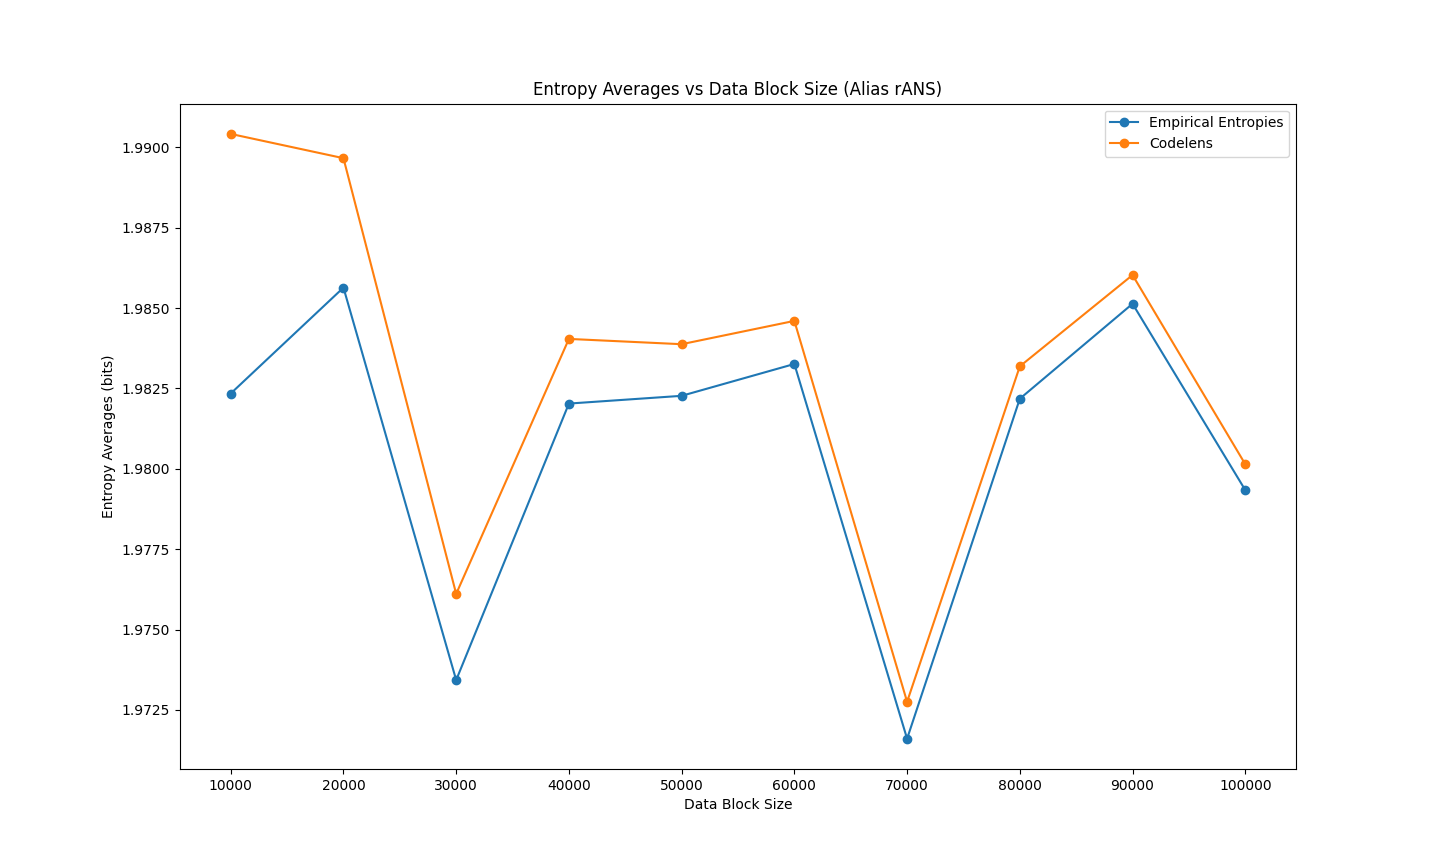 Entropy Averages vs Data Block Size (Alias rANS)
Empirical Entropies
Codelens
1.9900
1.9875
1.9850
1.9825
1.9800
1.9775
1.9750
1.9725
Entropy Averages (bits)
10000 20000 30000 40000 50000 60000 70000 80000 90000 100000
Data Block Size